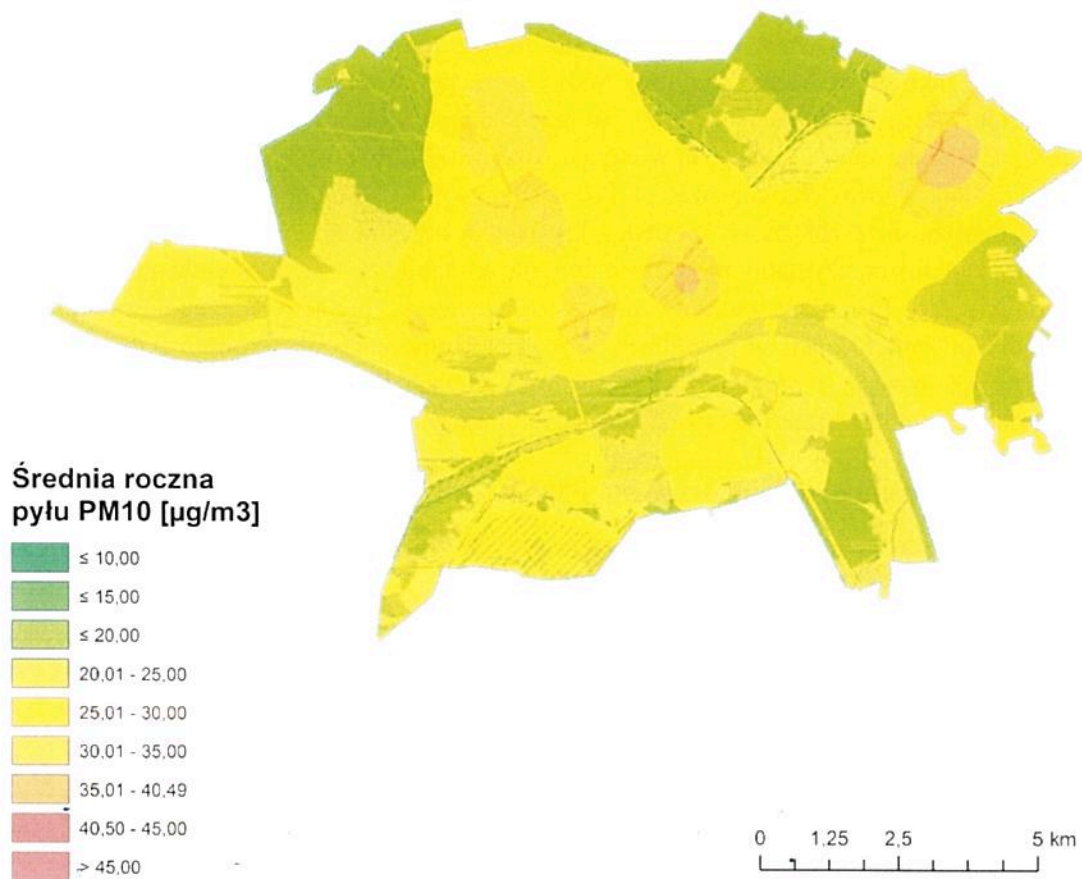 Średnia roczna
pyłu PM10 [µg/m3]
≤ 10,00
≤ 15,00
≤ 20,00
20,01 - 25,00
25,01 - 30,00
30,01 - 35,00
35,01 - 40,49
40,50 - 45,00
> 45,00
0 1,25 2,5 5 km